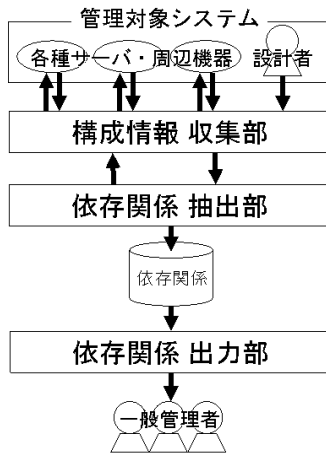 管理対象システム
各種サーバ・周辺機器
設計者
構成情報 収集部
依存関係 抽出部
依存関係
依存関係 出力部
一般管理者